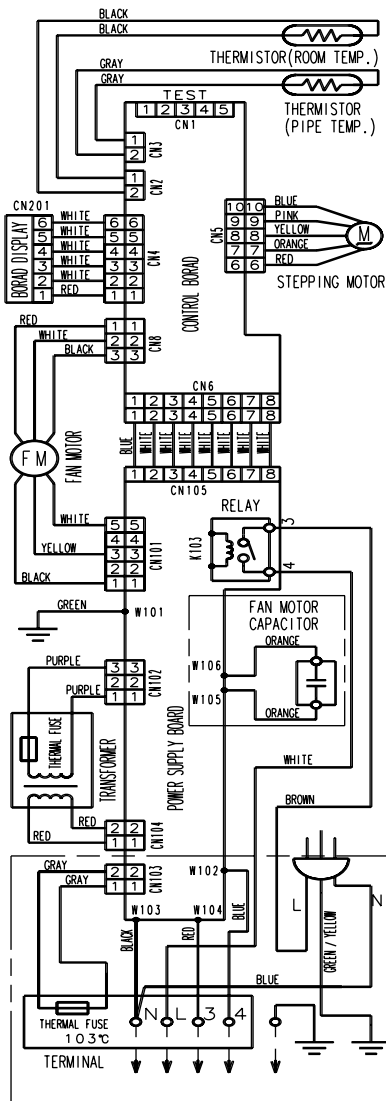 BLACK
BLACK
THERMISTOR(ROOM TEMP.)
GRAY
GRAY
THERMISTOR
(PIPE TEMP.)
TEST
1 2 3 4 5
CN1
1
2
CN3
1
2
CN2
CN201
BORAD DISPLAY
6 WHITE 6 6
5 WHITE 5 5
4 WHITE 4 4
3 WHITE 3 3
2 WHITE 2 2
1 RED 1 1
CN4
CN5
10 10 BLUE
9 9 PINK
8 8 YELLOW
7 7 ORANGE
6 6 RED
M
STEPPING MOTOR
CONTROL BORAD
RED 1 1
WHITE 2 2
BLACK 3 3
CN8
CN6
1 2 3 4 5 6 7 8
1 2 3 4 5 6 7 8
BLUE WHITE WHITE WHITE WHITE WHITE WHITE WHITE
1 2 3 4 5 6 7 8
CN105
FM
FAN MOTOR
WHITE 5 5
4 4
YELLOW 3 3
2 2
BLACK 1 1
CN101
RELAY
K103
3
4
GREEN
W101
FAN MOTOR
CAPACITOR
ORANGE
W106
W105
ORANGE
PURPLE 3 3
2 2
PURPLE 1 1
CN102
THERMAL FUSE
TRANSFORMER
POWER SUPPLY BOARD
WHITE
BROWN
RED 2 2
RED 1 1
CN104
GRAY 2 2
GRAY 1 1
CN103
W102
W103
W104
BLACK
RED
BLUE
L
N
GREEN/YELLOW
BLUE
THERMAL FUSE
103℃
N L 3 4
TERMINAL